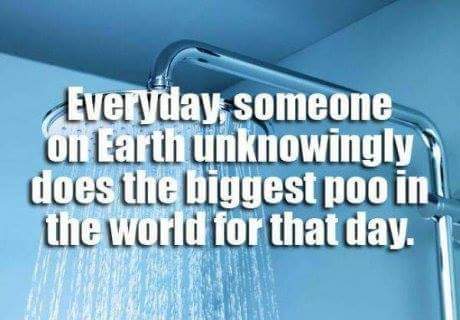 Everyday, someone
on Earth unknowingly
does the biggest poo in
the world for that day.